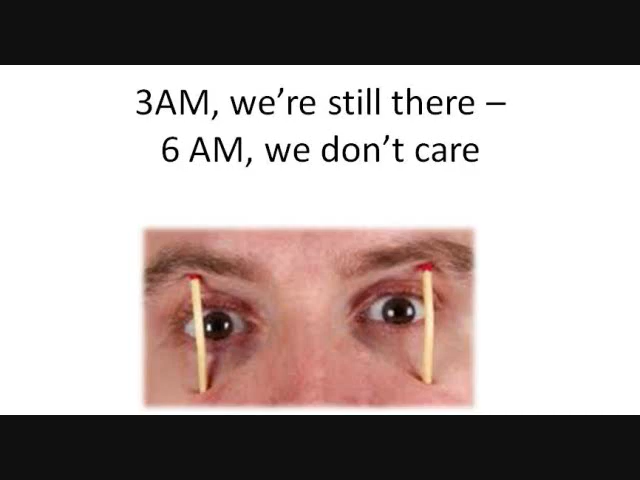 3AM, we’re still there –
6 AM, we don’t care